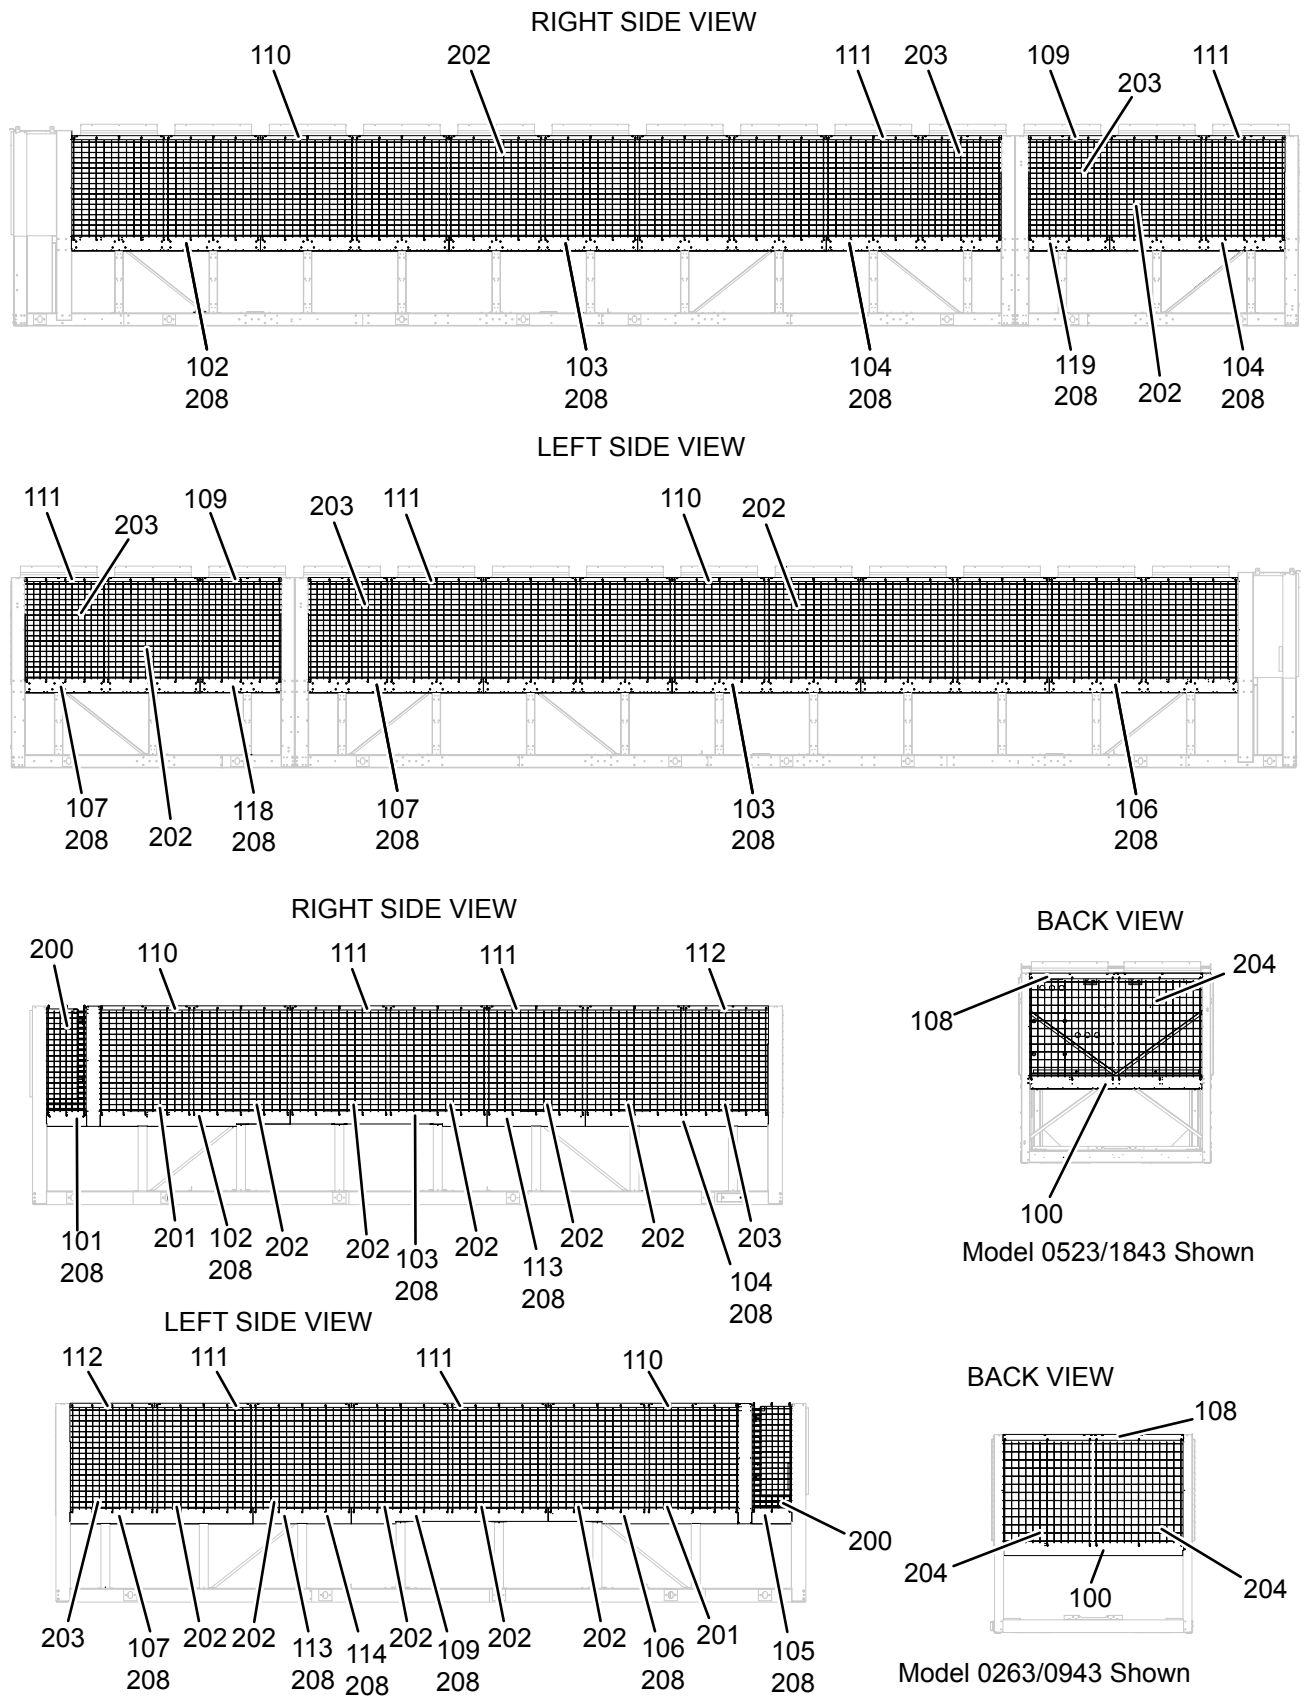 RIGHT SIDE VIEW
110 202 111 203 109 111
203
102 103 104 119 104
208 208 208 208 202 208
LEFT SIDE VIEW
111 203 109 203 111 110 202
107 118 107 103 106
208 202 208 208 208 208
RIGHT SIDE VIEW
200 110 111 111 112
101 201 102 202 202 103 202 113 202 202 104 203
208 208 208 208 208
BACK VIEW
204
108
100
Model 0523/1843 Shown
LEFT SIDE VIEW
112 111 111 110
200
203 107 202 202 113 114 202 109 202 202 106 201 105
208 208 208 208 208 208
BACK VIEW
108
204 100 204
Model 0263/0943 Shown